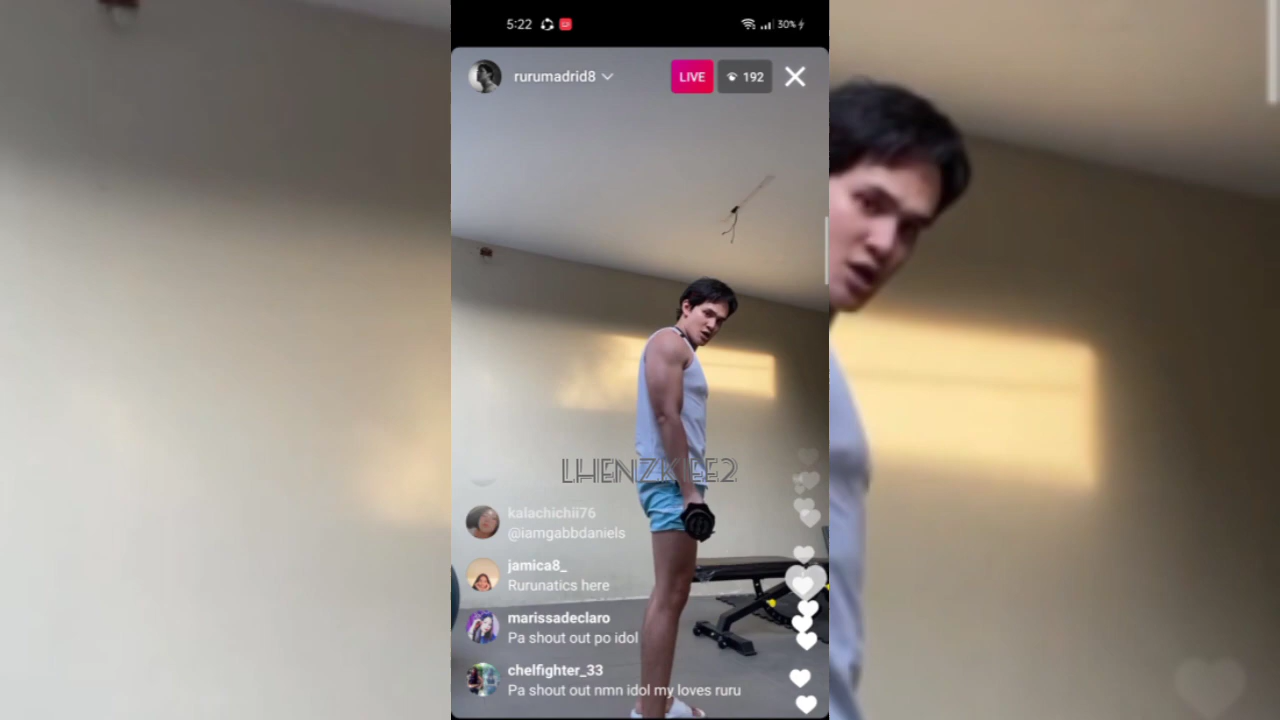 5:22
30%
rurumadrid8
LIVE
192
LHENZKIEE2
kalachichii76
@iamgabbdaniels
jamica8_
Rurunatics here
marissadeclaro
Pa shout out po idol
chelfighter_33
Pa shout out nmn idol my loves ruru